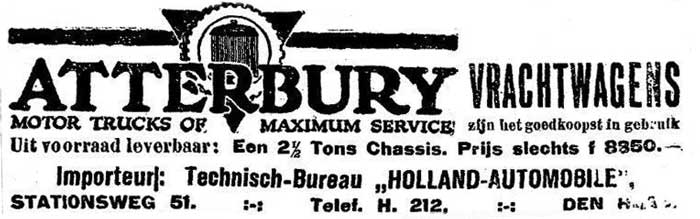 ATTERBURY VRACHTWAGENS
MOTOR TRUCKS OF MAXIMUM SERVICE zijn het goedkoopst in gebruik
Uit voorraad leverbaar: Een 2½ Tons Chassis. Prijs slechts f 8350.—
Importeur: Technisch-Bureau „HOLLAND-AUTOMOBILE”,
STATIONSWEG 51. :-: Telef. H. 212. :-: DEN